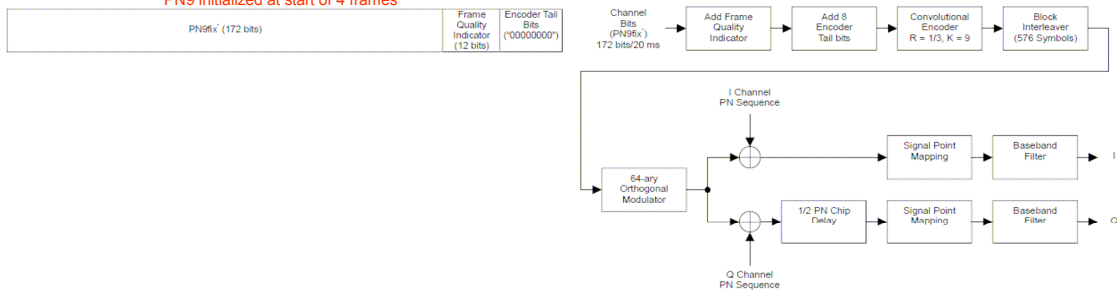 PN9 initialized at start of 4 frames
PN9fix* (172 bits)
Frame
Quality
Indicator
(12 bits)
Encoder Tail
Bits
("00000000")
Channel
Bits
(PN9fix*)
172 bits/20 ms
Add Frame
Quality
Indicator
Add 8
Encoder
Tail bits
Convolutional
Encoder
R = 1/3, K = 9
Block
Interleaver
(576 Symbols)
I Channel
PN Sequence
Signal Point
Mapping
Baseband
Filter
I
64-ary
Orthogonal
Modulator
1/2 PN Chip
Delay
Signal Point
Mapping
Baseband
Filter
Q
Q Channel
PN Sequence